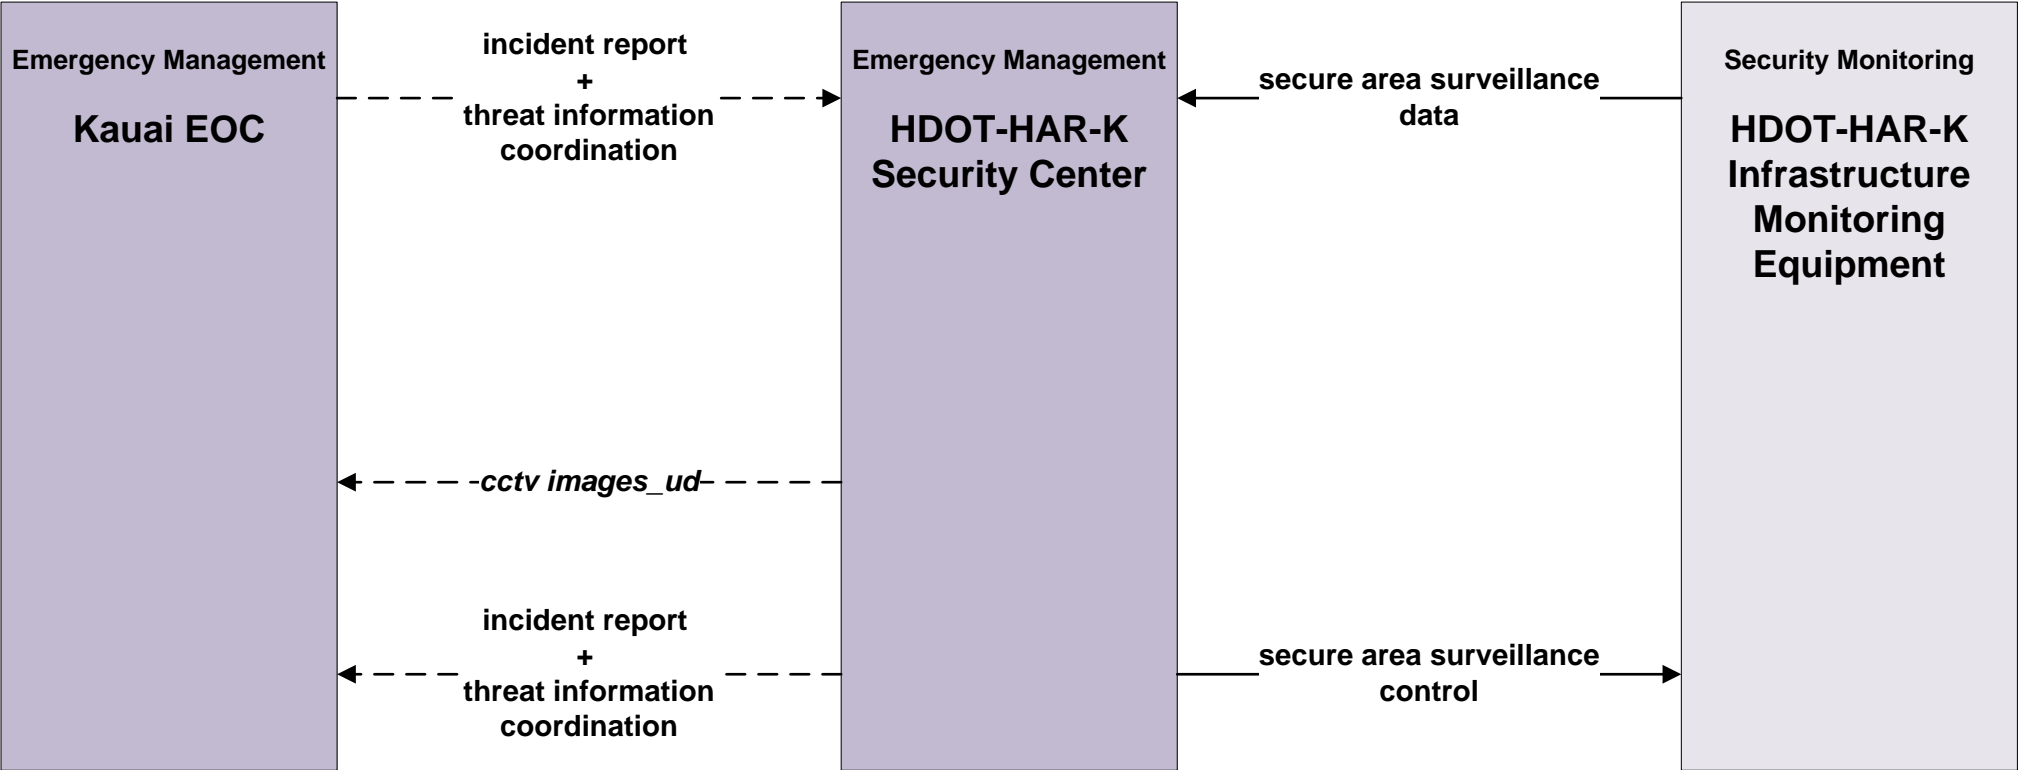 Emergency Management
Kauai EOC
incident report
+
threat information
coordination
Emergency Management
HDOT-HAR-K
Security Center
secure area surveillance
data
Security Monitoring
HDOT-HAR-K
Infrastructure
Monitoring
Equipment
cctv images_ud
incident report
+
threat information
coordination
secure area surveillance
control